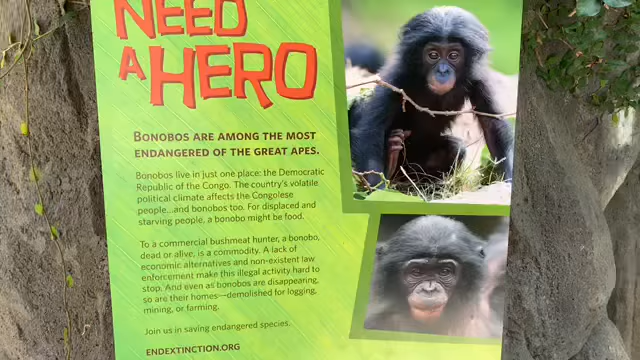 NEED
A HERO
BONOBOS ARE AMONG THE MOST
ENDANGERED OF THE GREAT APES.
Bonobos live in just one place: the Democratic
Republic of the Congo. The country's volatile
political climate affects the Congolese
people...and bonobos too. For displaced and
starving people, a bonobo might be food.
To a commercial bushmeat hunter, a bonobo,
dead or alive, is a commodity. A lack of
economic alternatives and non-existent law
enforcement make this illegal activity hard to
stop. And even as bonobos are disappearing,
so are their homes—demolished for logging,
mining, or farming.
Join us in saving endangered species.
ENDEXTINCTION.ORG